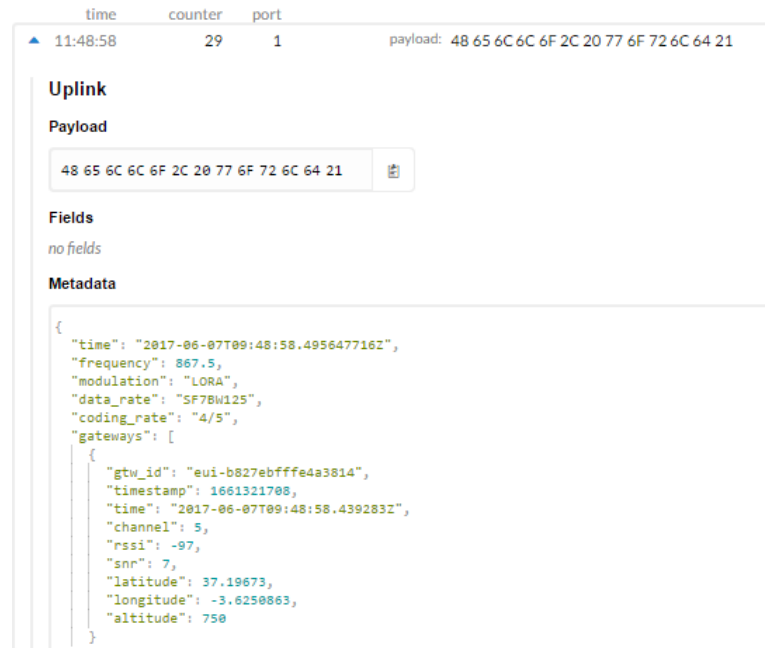 time counter port
11:48:58 29 1 payload: 48 65 6C 6C 6F 2C 20 77 6F 72 6C 64 21
Uplink
Payload
48 65 6C 6C 6F 2C 20 77 6F 72 6C 64 21
Fields
no fields
Metadata
{
"time": "2017-06-07T09:48:58.495647716Z",
"frequency": 867.5,
"modulation": "LORA",
"data_rate": "SF7BW125",
"coding_rate": "4/5",
"gateways": [
{
"gtw_id": "eui-b827ebfffe4a3814",
"timestamp": 1661321708,
"time": "2017-06-07T09:48:58.439283Z",
"channel": 5,
"rssi": -97,
"snr": 7,
"latitude": 37.19673,
"longitude": -3.6250863,
"altitude": 750
}